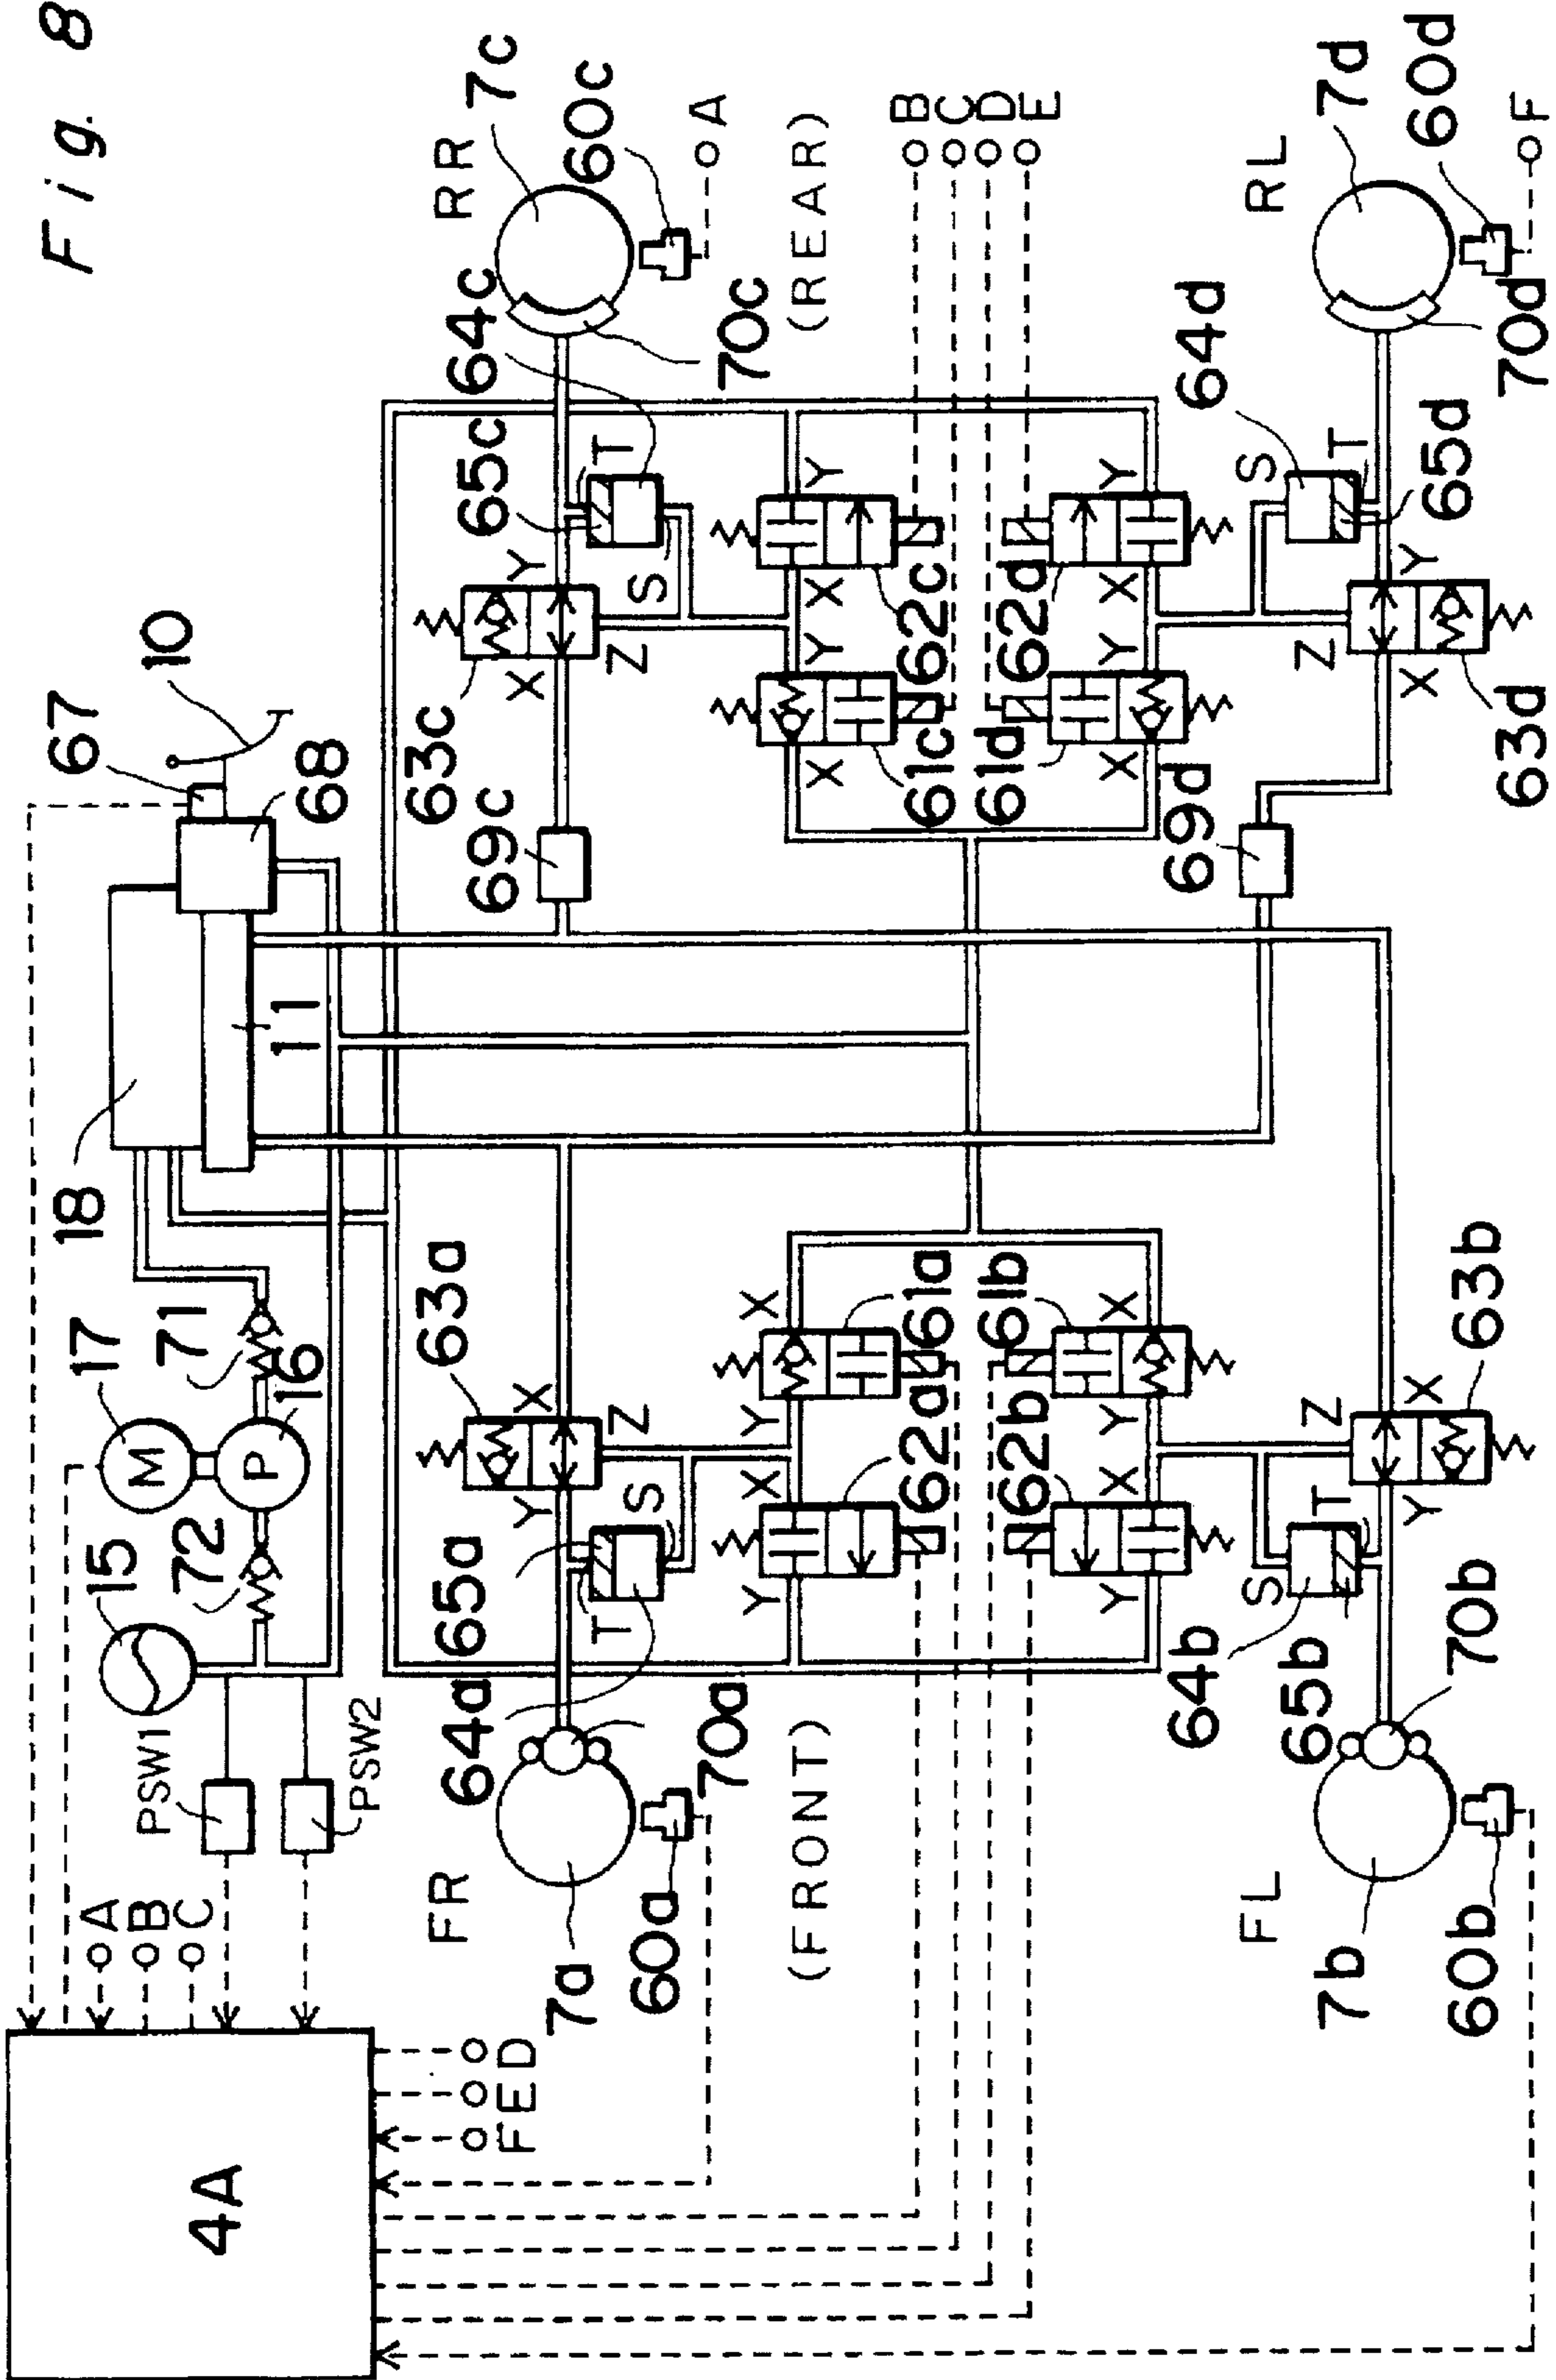 Fig. 8
10
67
68
18
11
71
17
16
M
P
72
15
PSW1
PSW2
A
B
C
4A
F E D
RR
7c
60c
A
64c
70c
65c
T
S
Y
X
Z
63c
69c
(REAR)
B
C
D
E
Y
X
62c
Y
X
61c
Y
X
62d
Y
X
61d
RL
7d
60d
F
70d
64d
S
T
65d
Y
Z
X
63d
69d
63a
X
Z
Y
S
T
65a
64a
70a
FR
7a
60a
(FRONT)
X
61a
Y
X
62a
Y
X
61b
Y
X
62b
Y
63b
X
Z
Y
T
S
64b
65b
70b
FL
7b
60b